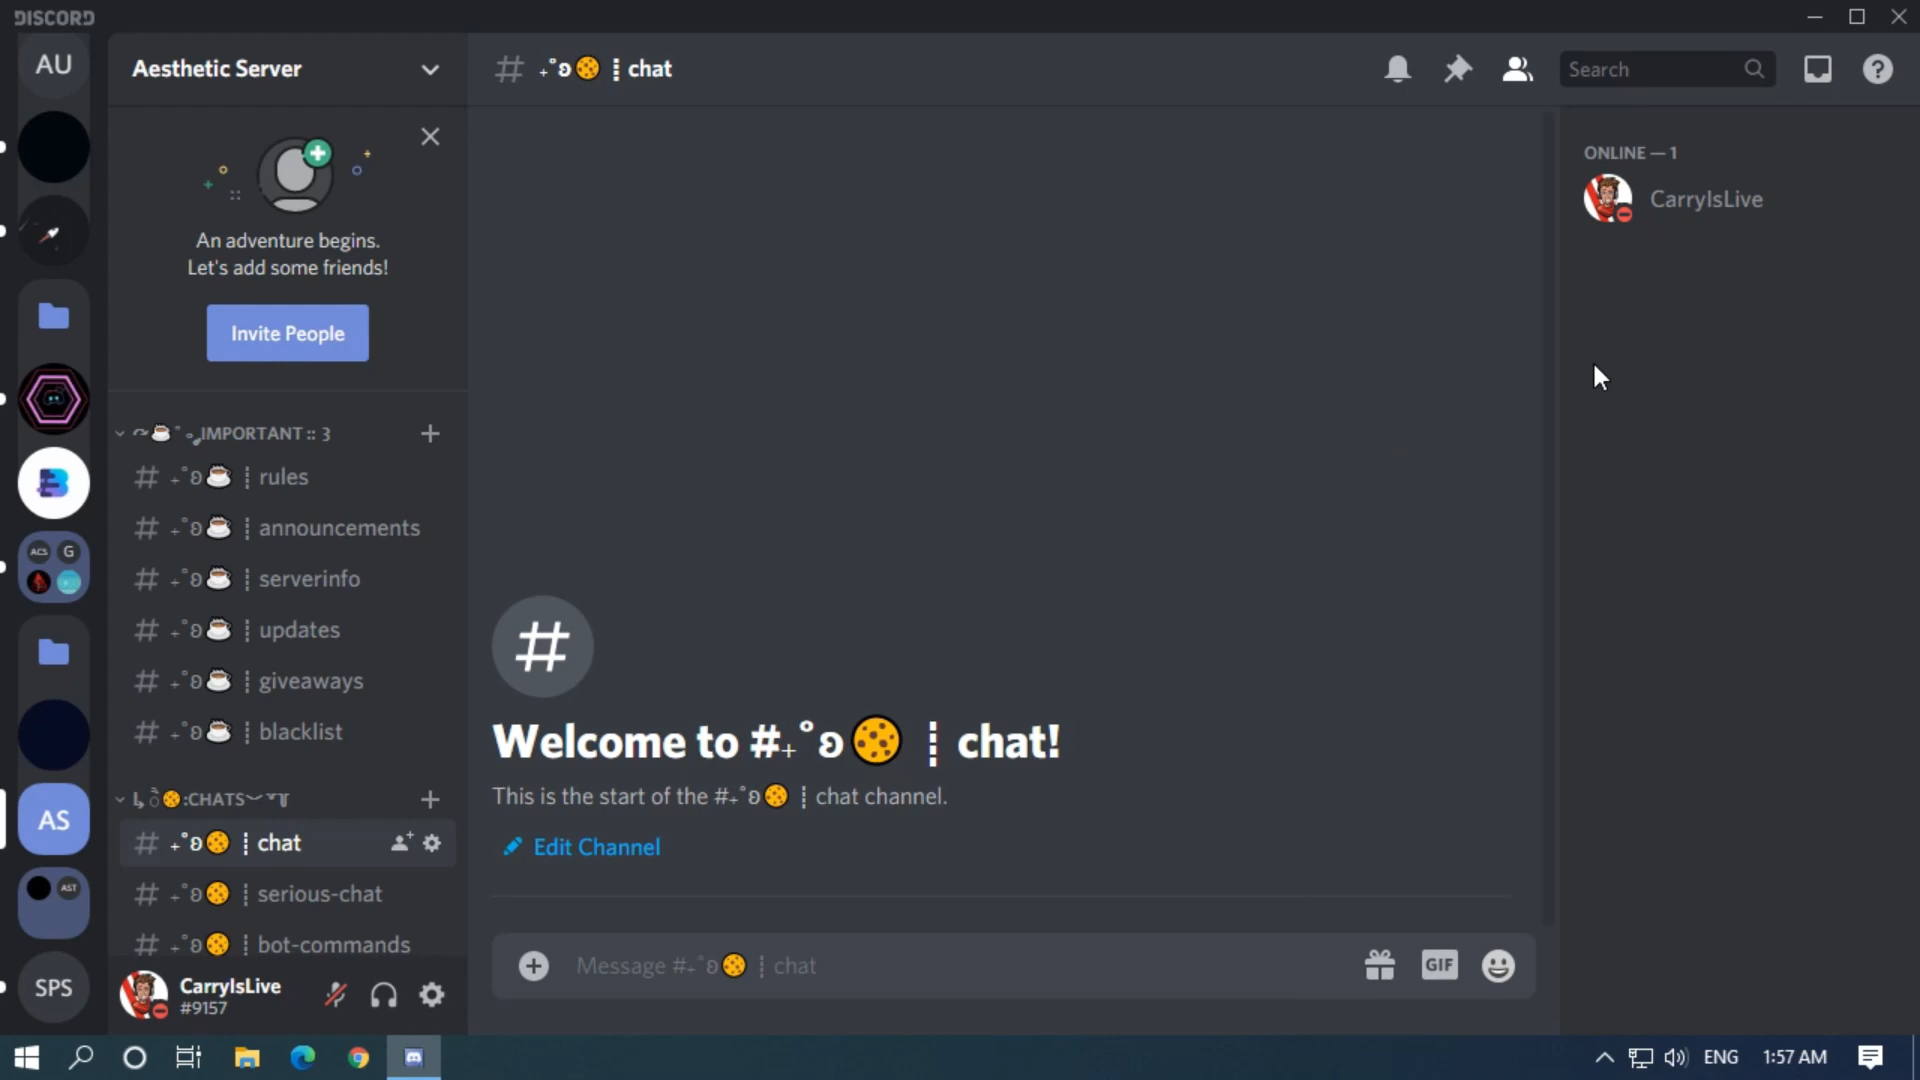 DISCORD
AU
Aesthetic Server
# ₊˚ʚ🍪┊chat
Search
An adventure begins.
Let's add some friends!
Invite People
IMPORTANT :: 3
# ₊˚ʚ☕┊rules
# ₊˚ʚ☕┊announcements
# ₊˚ʚ☕┊serverinfo
# ₊˚ʚ☕┊updates
# ₊˚ʚ☕┊giveaways
# ₊˚ʚ☕┊blacklist
ACS G
:CHATS
# ₊˚ʚ🍪┊chat
# ₊˚ʚ🍪┊serious-chat
# ₊˚ʚ🍪┊bot-commands
AS
AST
SPS
CarryIsLive
#9157
Welcome to #₊˚ʚ🍪┊chat!
This is the start of the #₊˚ʚ🍪┊chat channel.
Edit Channel
Message #₊˚ʚ🍪┊chat
GIF
ONLINE — 1
CarryIsLive
ENG
1:57 AM